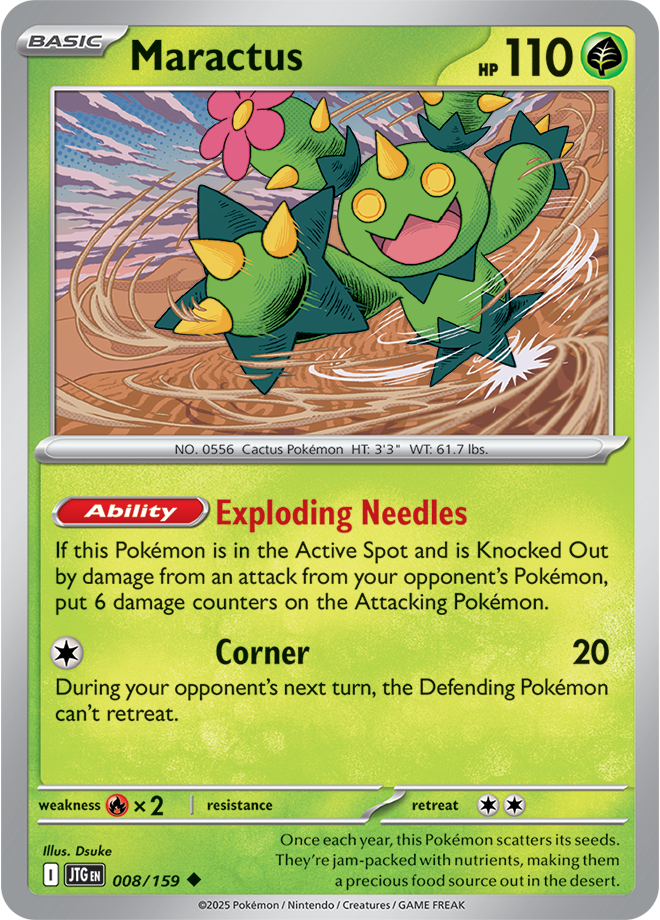 BASIC
Maractus
HP 110
NO. 0556 Cactus Pokémon HT: 3'3" WT: 61.7 lbs.
Ability Exploding Needles
If this Pokémon is in the Active Spot and is Knocked Out
by damage from an attack from your opponent's Pokémon,
put 6 damage counters on the Attacking Pokémon.
Corner 20
During your opponent's next turn, the Defending Pokémon
can't retreat.
weakness ×2 resistance retreat
Illus. Dsuke
Once each year, this Pokémon scatters its seeds.
They're jam-packed with nutrients, making them
a precious food source out in the desert.
I JTG EN 008/159
©2025 Pokémon / Nintendo / Creatures / GAME FREAK